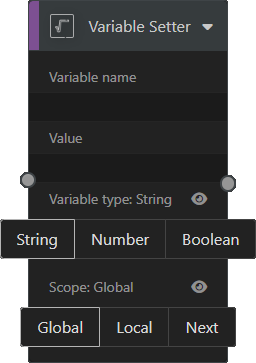 Variable Setter
Variable name
Value
Variable type: String
String Number Boolean
Scope: Global
Global Local Next